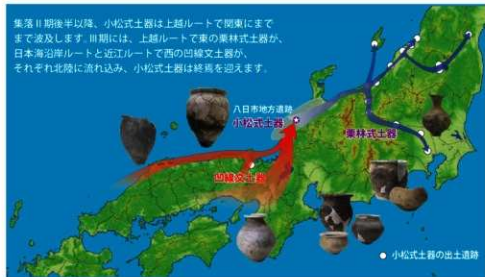 集落Ⅱ期後半以降、小松式土器は上越ルートで関東にまで
まで波及します。Ⅲ期には、上越ルートで東の栗林式土器が、
日本海沿岸ルートと近江ルートで西の凹線文土器が、
それぞれ北陸に流れ込み、小松式土器は終焉を迎えます。
八日市地方遺跡
小松式土器
栗林式土器
凹線文土器
小松式土器の出土遺跡